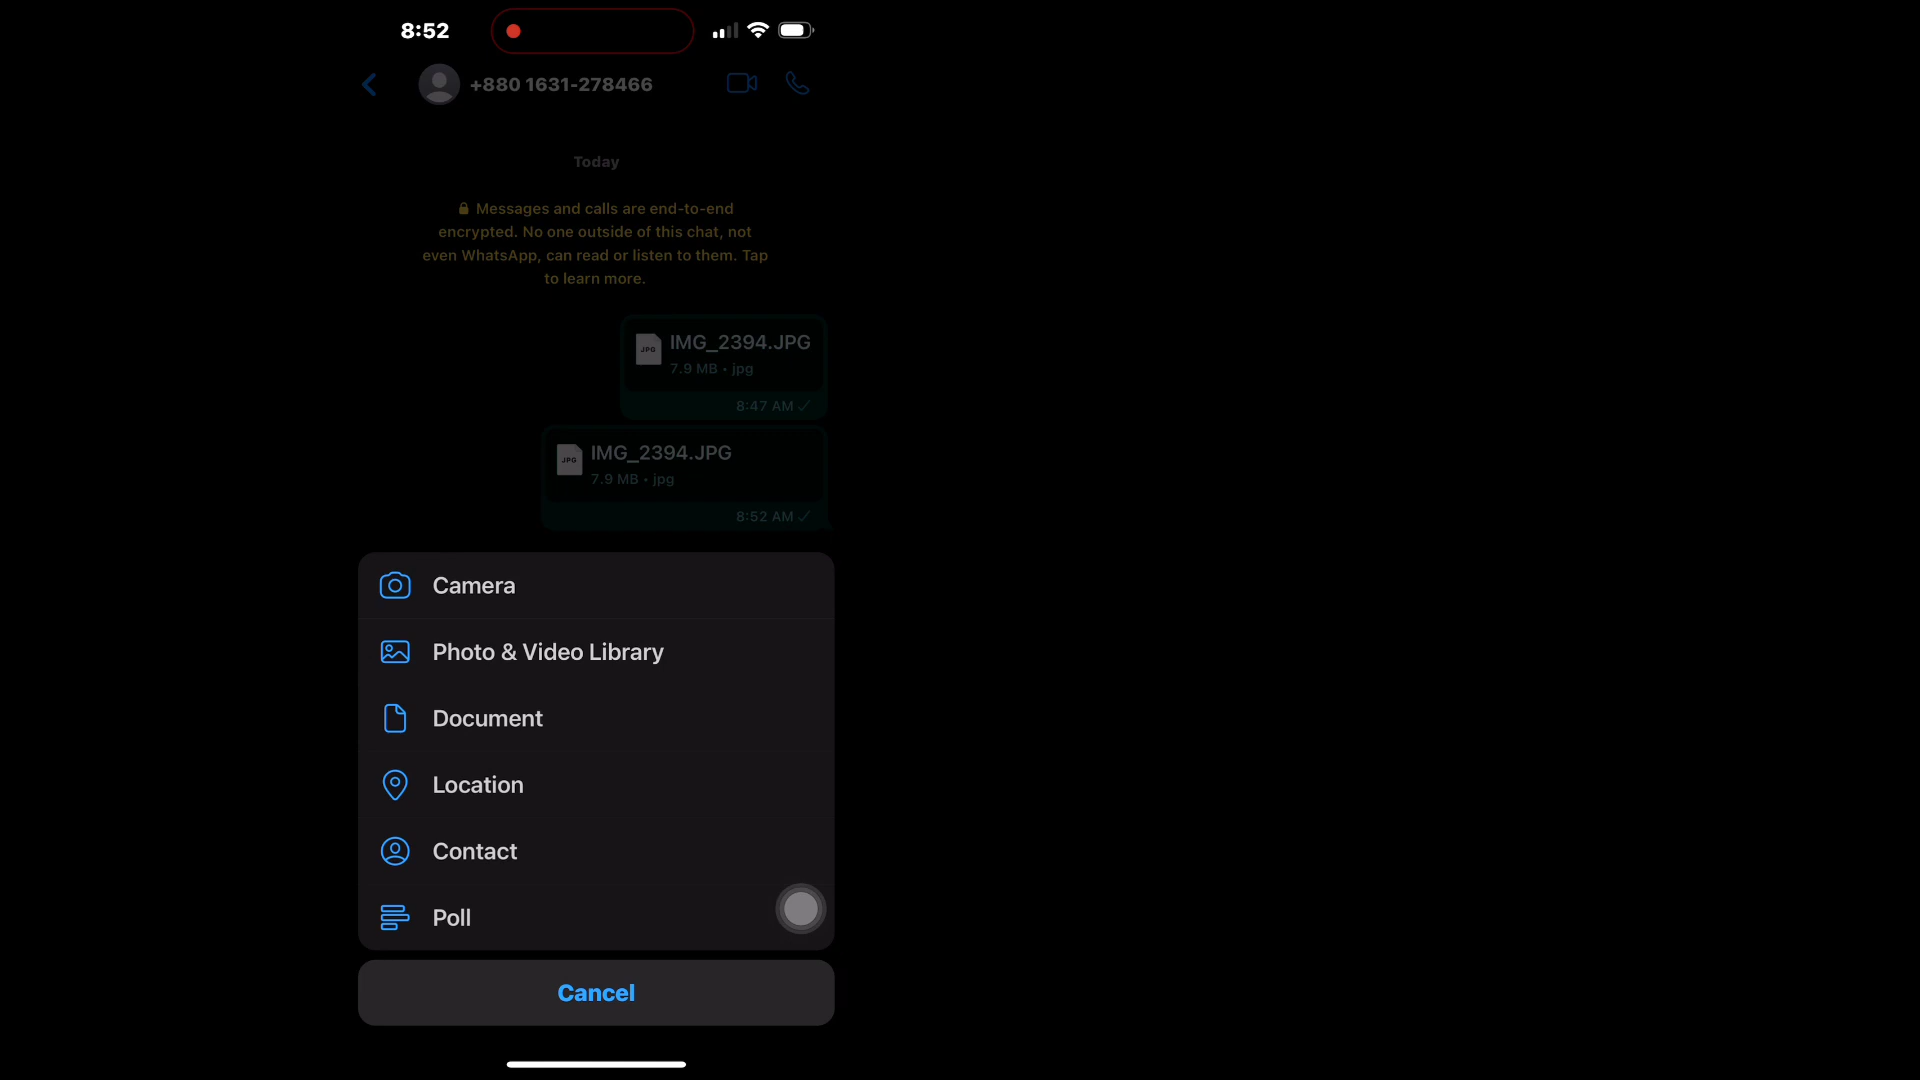 8:52
+880 1631-278466
Today
Messages and calls are end-to-end
encrypted. No one outside of this chat, not
even WhatsApp, can read or listen to them. Tap
to learn more.
JPG
IMG_2394.JPG
7.9 MB • jpg
8:47 AM
JPG
IMG_2394.JPG
7.9 MB • jpg
8:52 AM
Camera
Photo & Video Library
Document
Location
Contact
Poll
Cancel